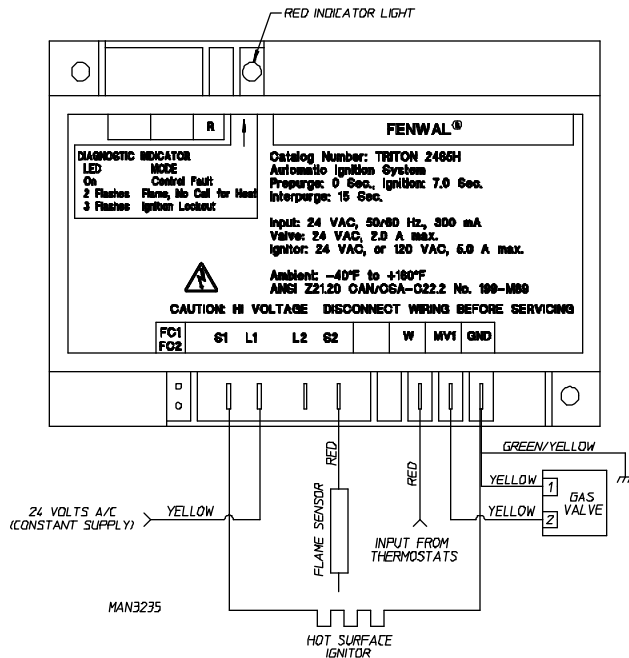 RED INDICATOR LIGHT
R
FENWAL®
DIAGNOSTIC INDICATOR
LED MODE
On Control Fault
2 Flashes Flame, No Call for Heat
3 Flashes Ignition Lockout
Catalog Number: TRITON 2465H
Automatic Ignition System
Prepurge: 0 Sec., Ignition: 7.0 Sec.
Interpurge: 15 Sec.
Input: 24 VAC, 50/60 Hz., 300 mA
Valve: 24 VAC, 2.0 A max.
Ignitor: 24 VAC, or 120 VAC, 5.0 A max.
Ambient: -40°F to +160°F
ANSI Z21.20 CAN/CSA-C22.2 No. 199-M89
CAUTION: HI VOLTAGE DISCONNECT WIRING BEFORE SERVICING
FC1
FC2
S1 L1 L2 S2 W MV1 GND
GREEN/YELLOW
RED
RED
YELLOW
1
GAS
VALVE
24 VOLTS A/C
(CONSTANT SUPPLY)
YELLOW
FLAME SENSOR
YELLOW
2
INPUT FROM
THERMOSTATS
MAN3235
HOT SURFACE
IGNITOR